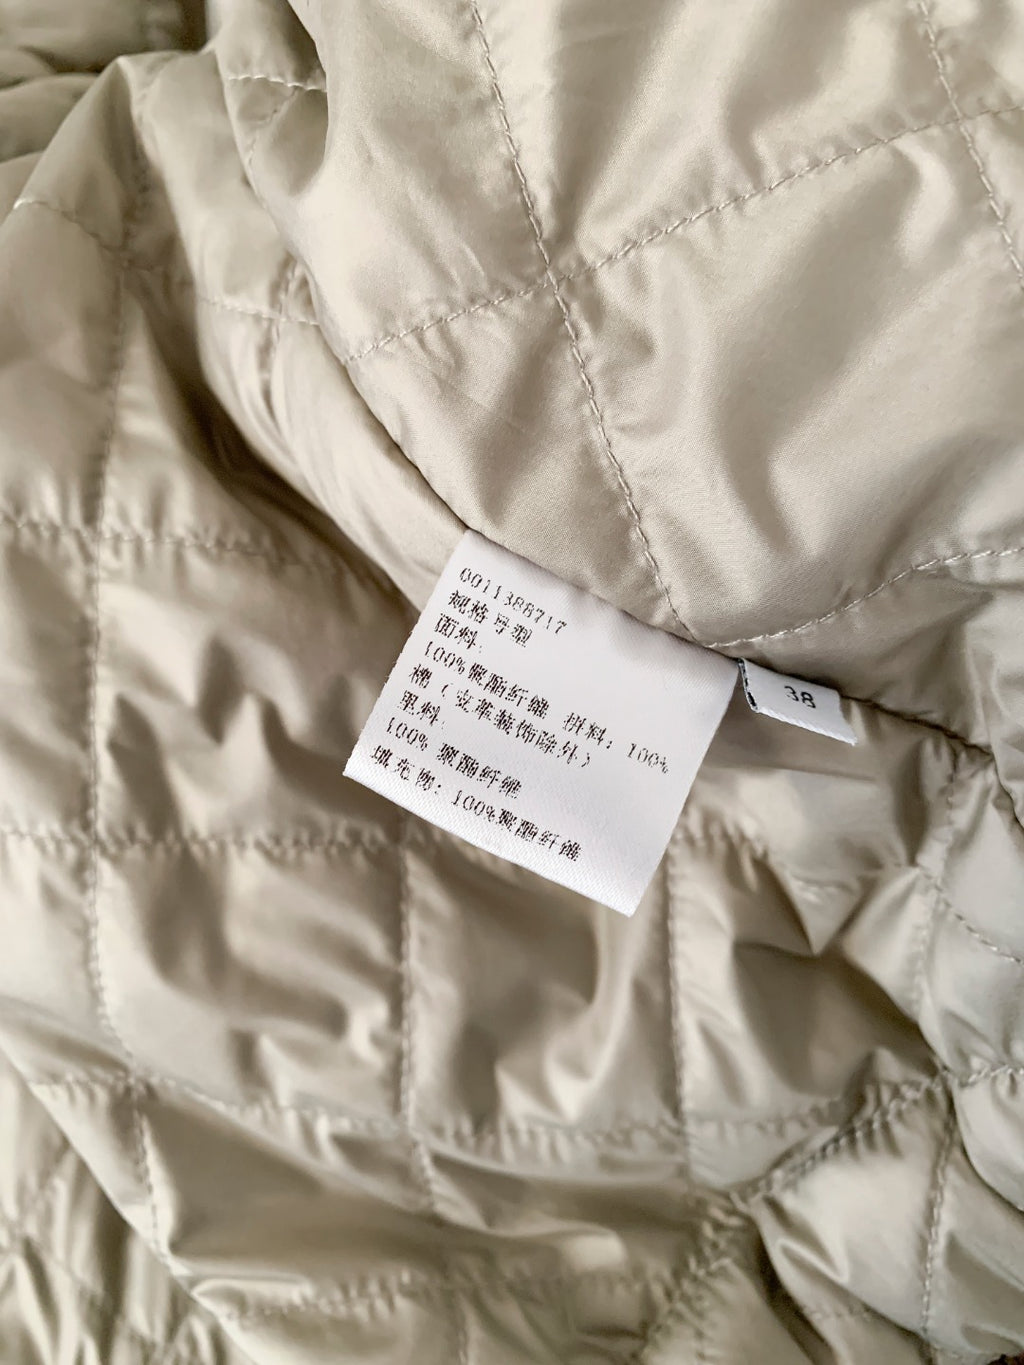 0011388717
规格号型
面料:
100%聚酯纤维 拼料: 100%
棉 (皮革装饰除外)
里料:
100% 聚酯纤维
填充物: 100%聚酯纤维
38